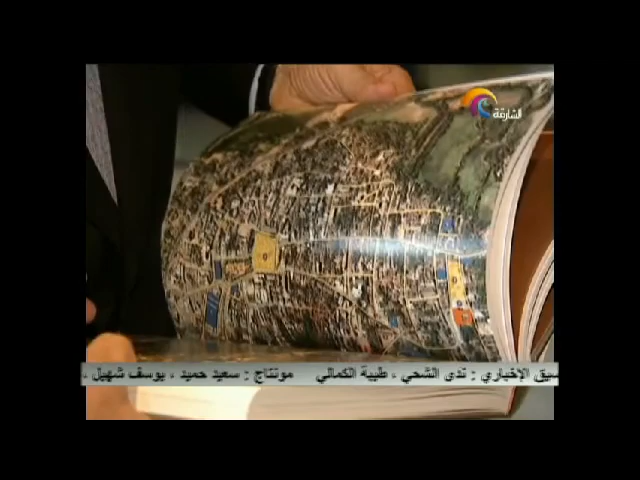 الشارقة
سيق الإخباري : ندى الشحي ، طيبة الكمالي مونتاج : سعيد حميد ، يوسف شهيل ،